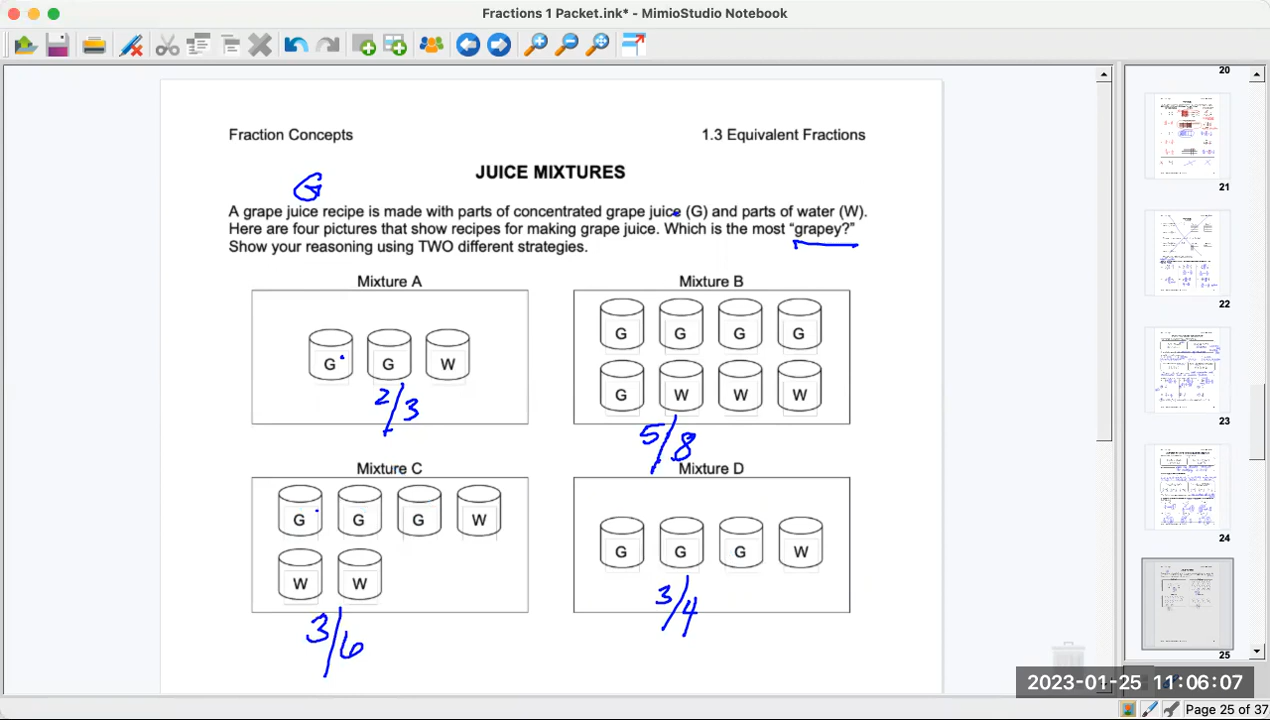 Fractions 1 Packet.ink* - MimioStudio Notebook
Fraction Concepts
1.3 Equivalent Fractions
JUICE MIXTURES
G
A grape juice recipe is made with parts of concentrated grape juice (G) and parts of water (W).
Here are four pictures that show recipes for making grape juice. Which is the most “grapey?”
Show your reasoning using TWO different strategies.
Mixture A
G G W
2/3
Mixture B
G G G G
G W W W
5/8
Mixture C
G G G W
W W
3/6
Mixture D
G G G W
3/4
20
21
22
23
24
25
2023-01-25 11:06:07
Page 25 of 37